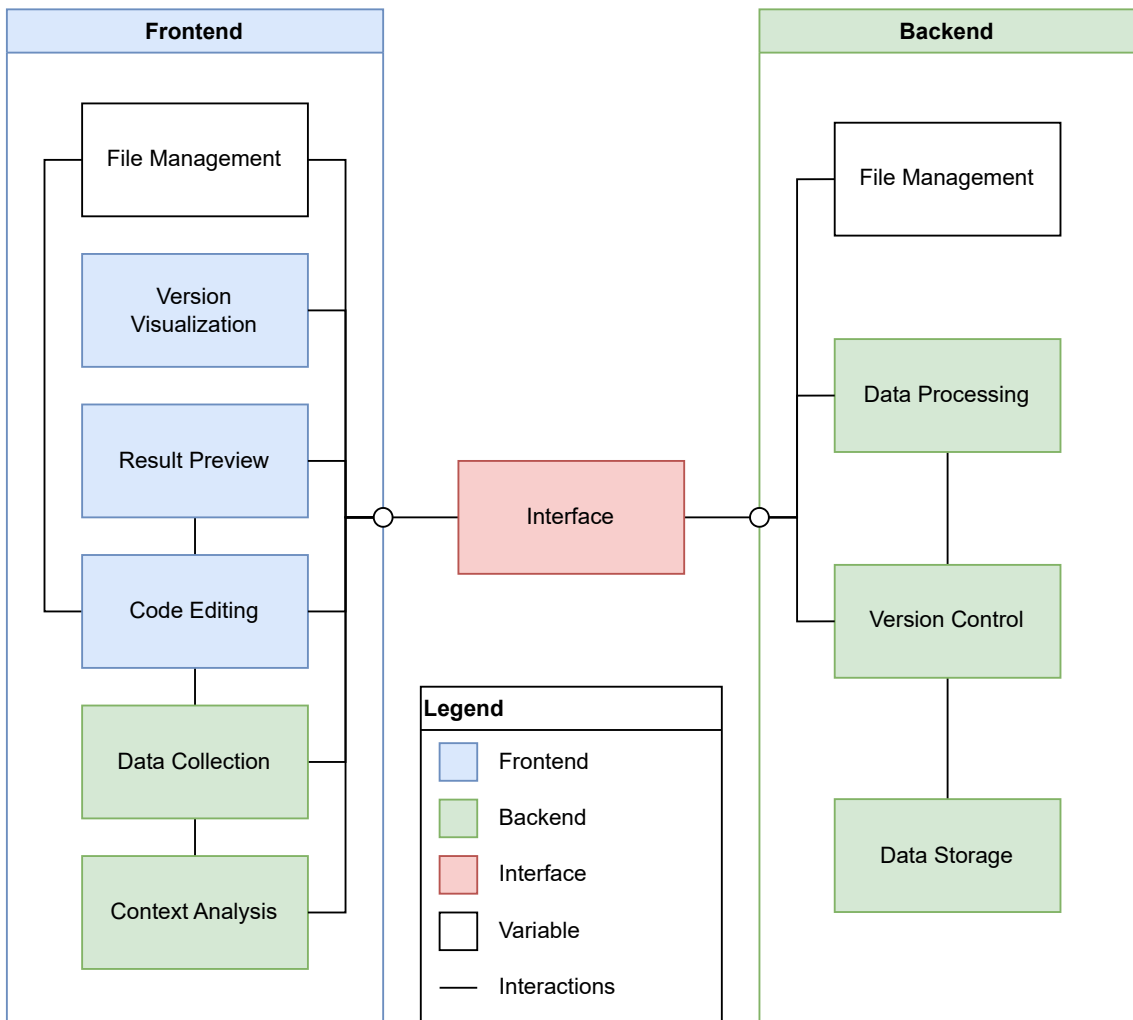 Frontend
File Management
Version
Visualization
Result Preview
Code Editing
Data Collection
Context Analysis
Interface
Legend
Frontend
Backend
Interface
Variable
Interactions
Backend
File Management
Data Processing
Version Control
Data Storage